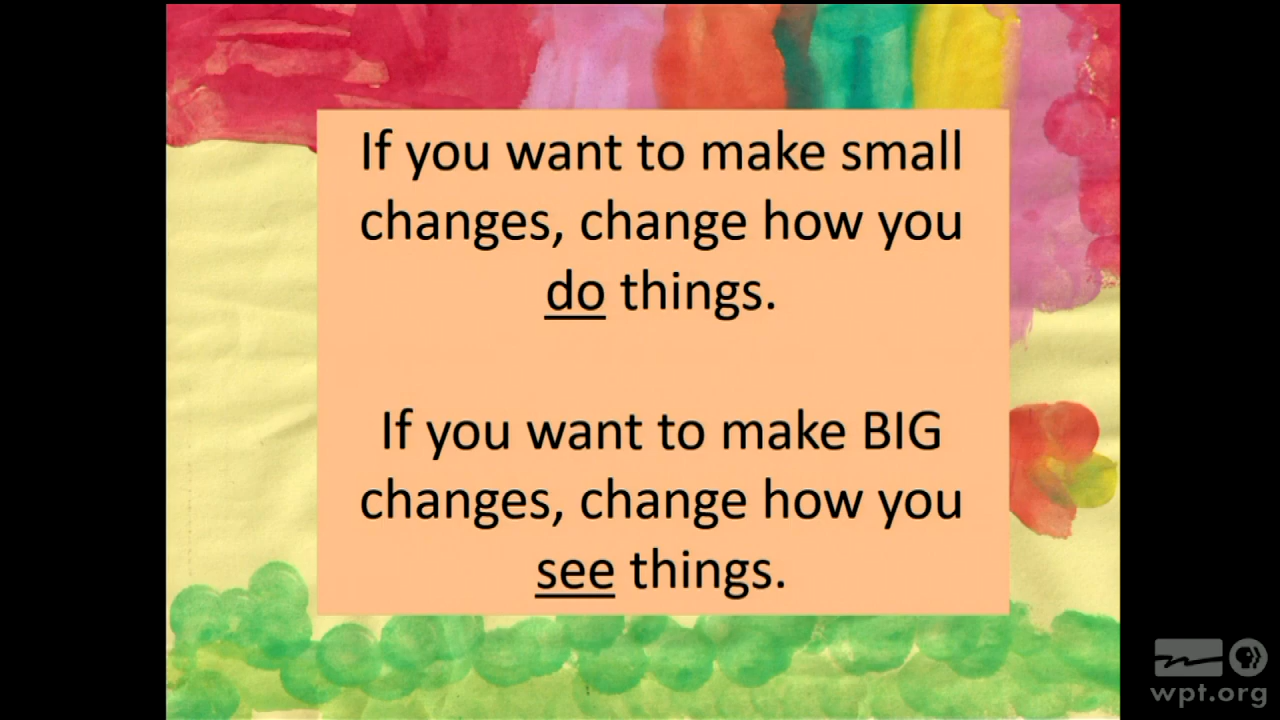 If you want to make small
changes, change how you
do things.
If you want to make BIG
changes, change how you
see things.
wpt.org